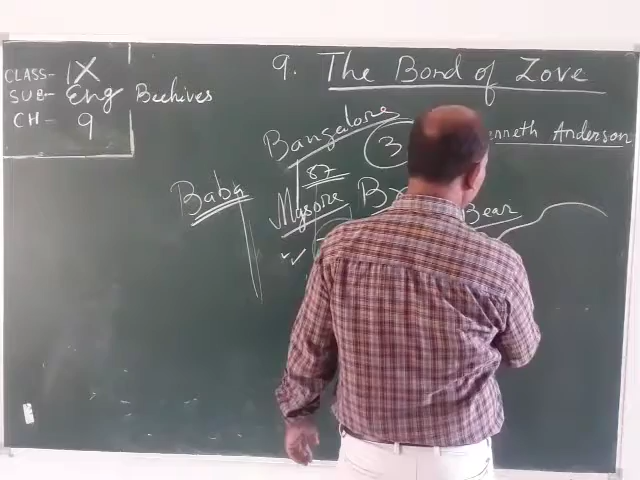 CLASS- IX
SUB- Eng Beehives
CH- 9
9. The Bond of Love
Kenneth Anderson
Bangalore
3
87
Baba
Mysore
Bear